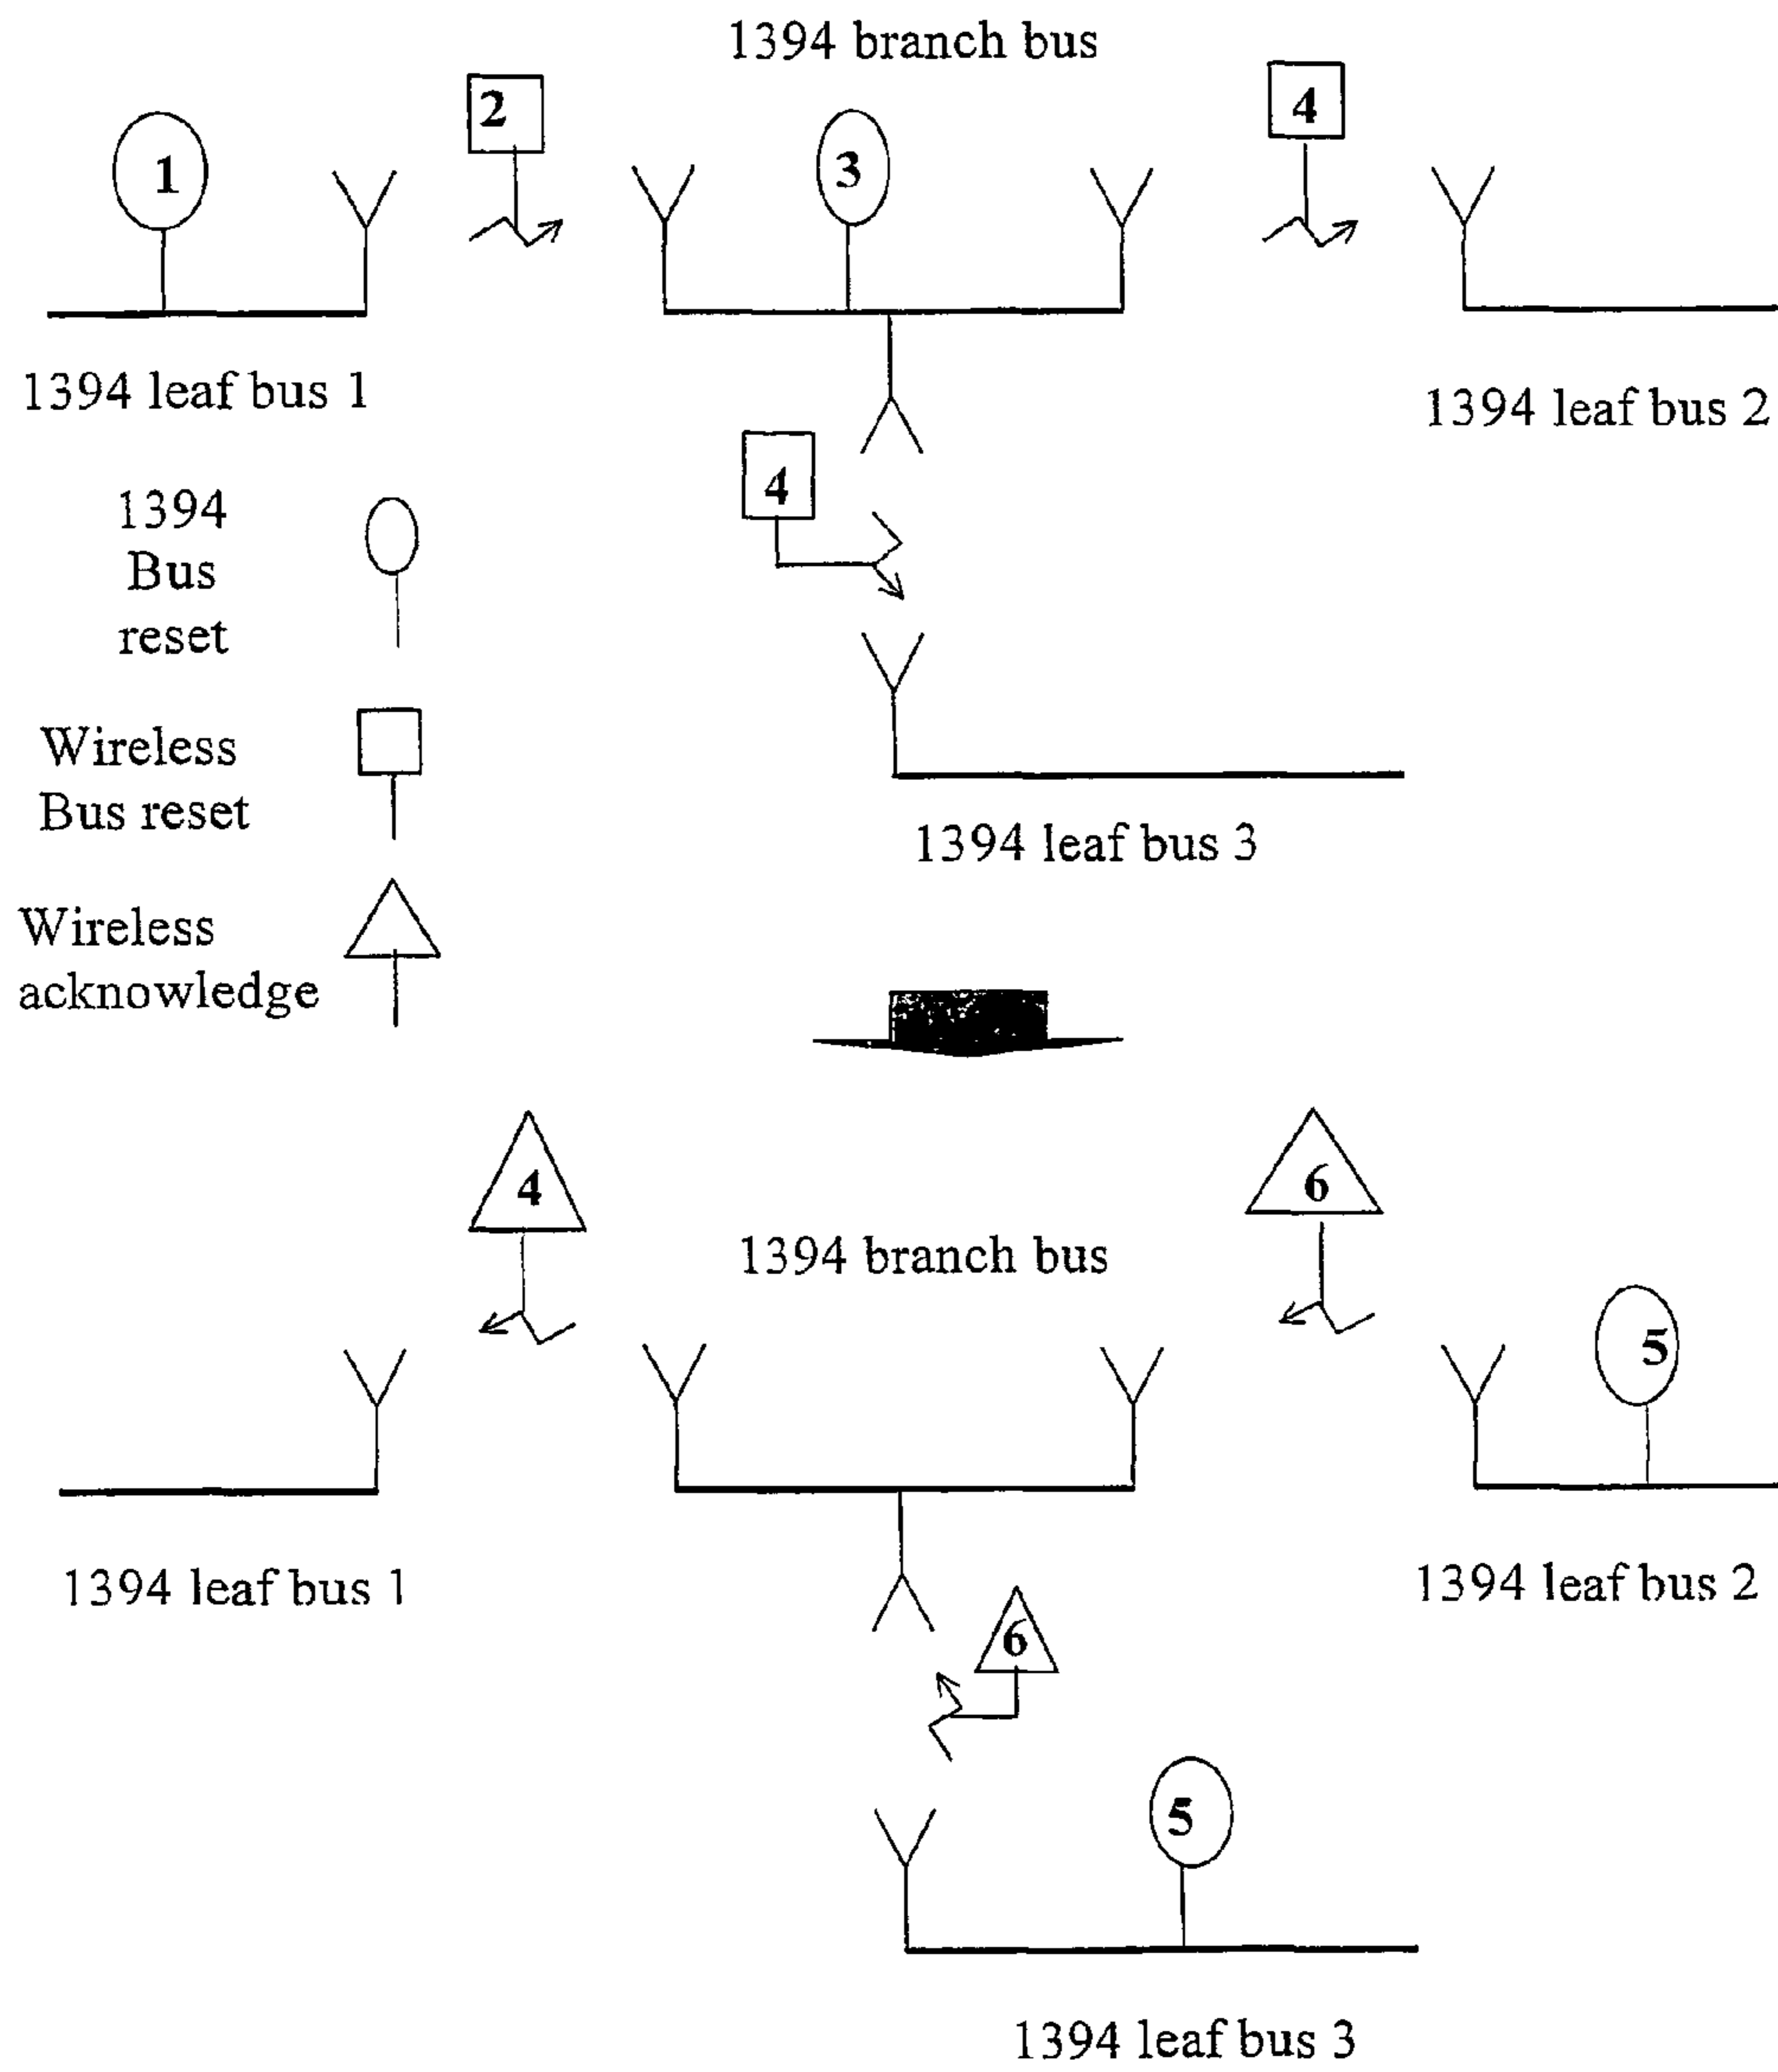 1394 branch bus
2
4
1
3
1394 leaf bus 1
1394 leaf bus 2
4
1394
Bus
reset
Wireless
Bus reset
1394 leaf bus 3
Wireless
acknowledge
4
6
1394 branch bus
5
1394 leaf bus 1
1394 leaf bus 2
6
5
1394 leaf bus 3